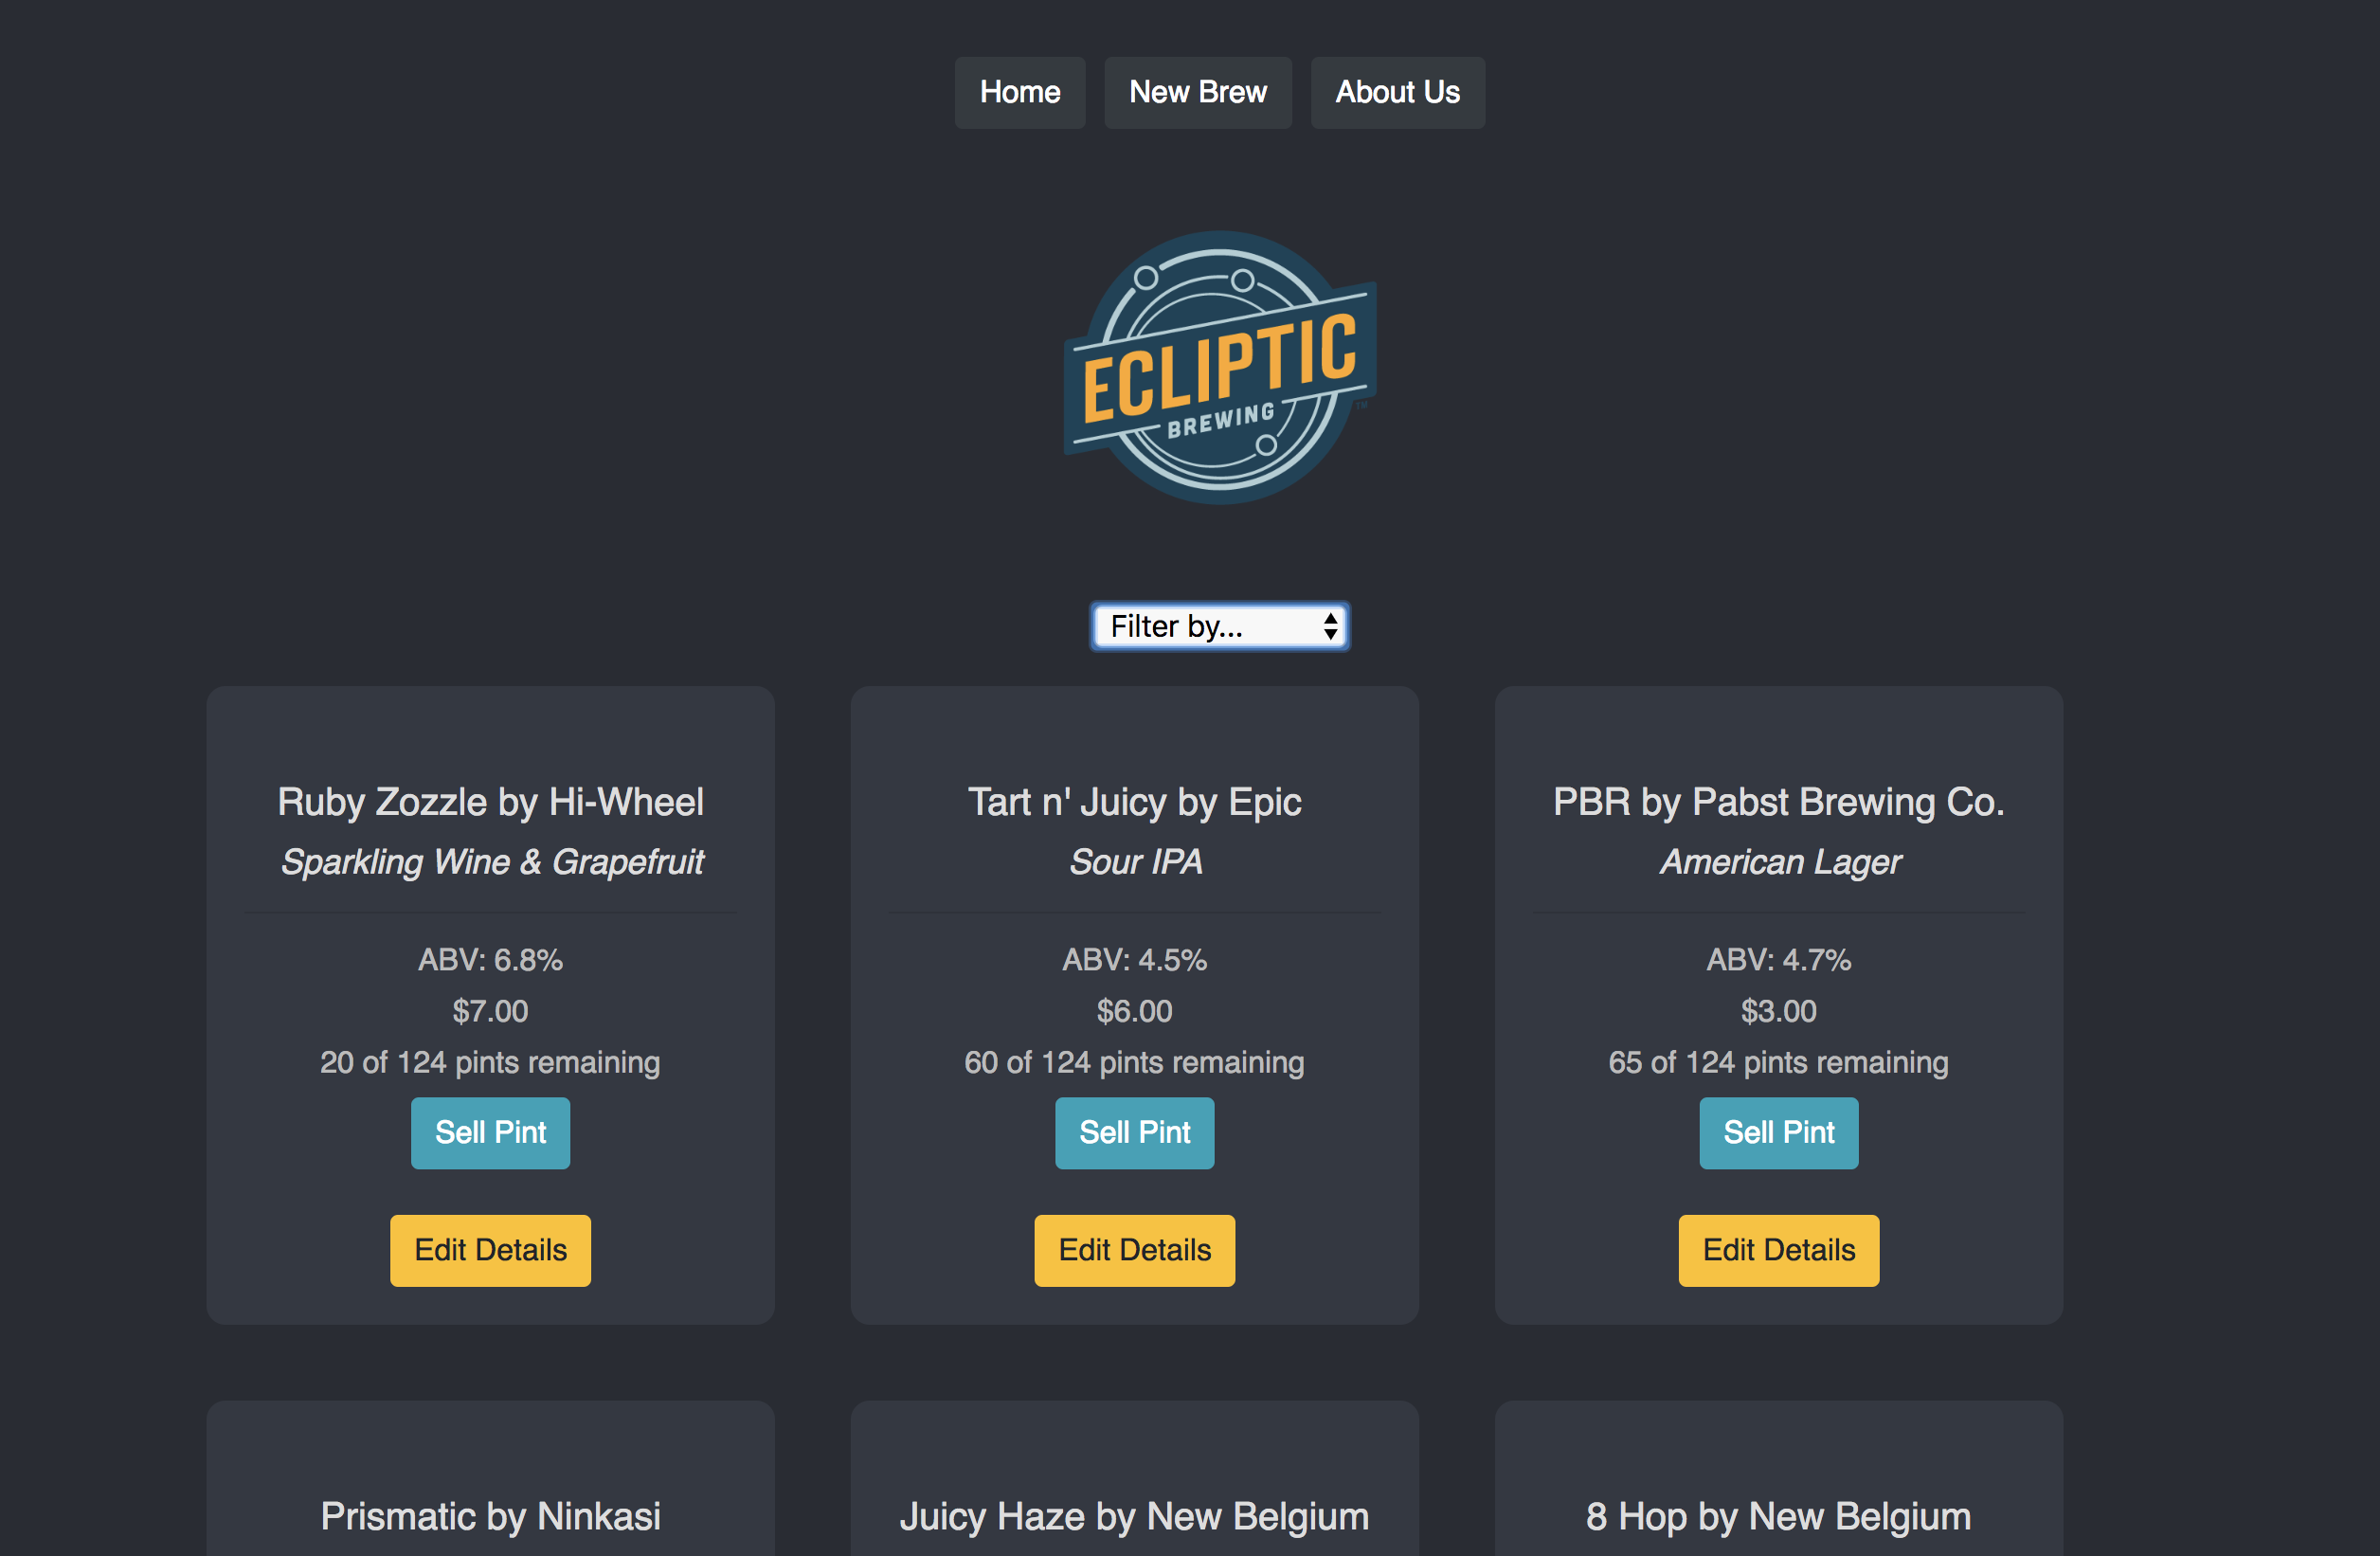 Home New Brew About Us
ECLIPTIC
BREWING
TM
Filter by...
Ruby Zozzle by Hi-Wheel
Sparkling Wine & Grapefruit
ABV: 6.8%
$7.00
20 of 124 pints remaining
Sell Pint
Edit Details
Tart n' Juicy by Epic
Sour IPA
ABV: 4.5%
$6.00
60 of 124 pints remaining
Sell Pint
Edit Details
PBR by Pabst Brewing Co.
American Lager
ABV: 4.7%
$3.00
65 of 124 pints remaining
Sell Pint
Edit Details
Prismatic by Ninkasi
Juicy Haze by New Belgium
8 Hop by New Belgium